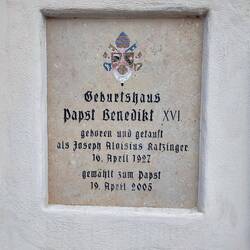 Geburtshaus
Papst Benedikt XVI
geboren und getauft
als Joseph Aloisius Ratzinger
16. April 1927
gewählt zum Papst
19. April 2005